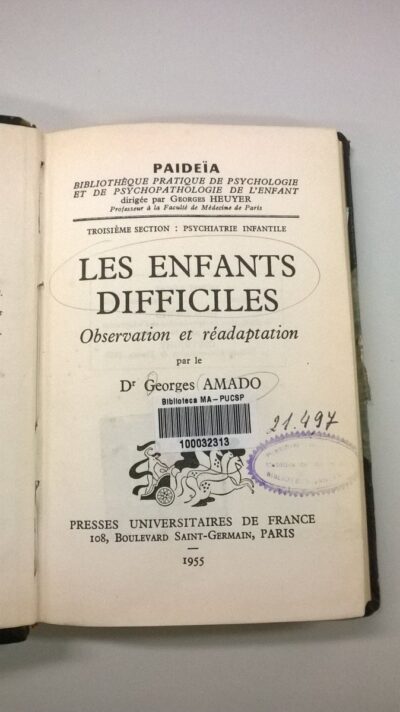 PAIDEÏA
BIBLIOTHÈQUE PRATIQUE DE PSYCHOLOGIE
ET DE PSYCHOPATHOLOGIE DE L'ENFANT
dirigée par GEORGES HEUYER
Professeur à la Faculté de Médecine de Paris
TROISIÈME SECTION : PSYCHIATRIE INFANTILE
LES ENFANTS
DIFFICILES
Observation et réadaptation
par le
Dr Georges AMADO
Biblioteca MA – PUCSP
100032313
21.497
PRESSES UNIVERSITAIRES DE FRANCE
108, BOULEVARD SAINT-GERMAIN, PARIS
1955